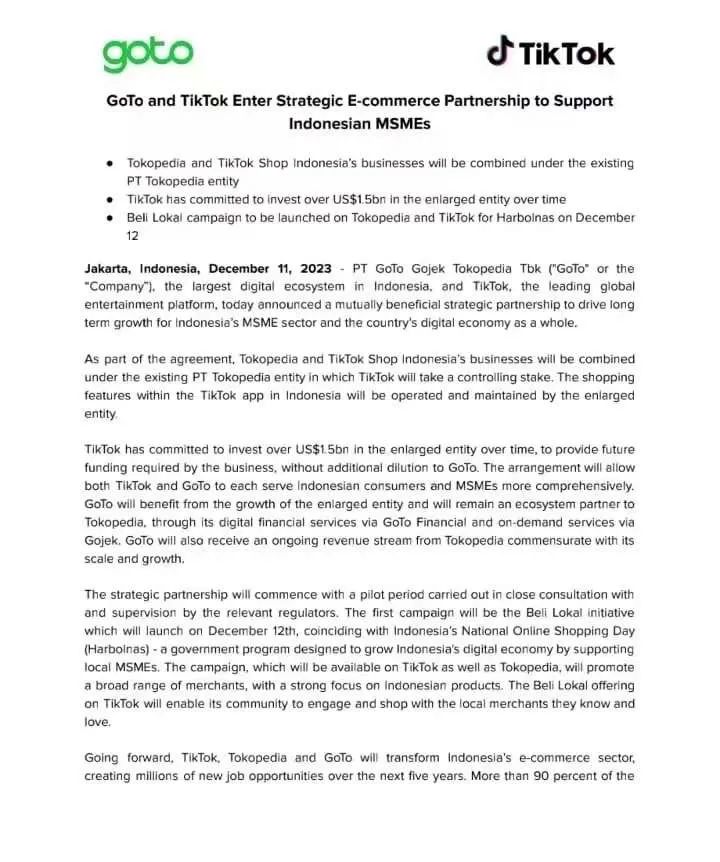 goto
TikTok
GoTo and TikTok Enter Strategic E-commerce Partnership to Support
Indonesian MSMEs
● Tokopedia and TikTok Shop Indonesia's businesses will be combined under the existing
PT Tokopedia entity
● TikTok has committed to invest over US$1.5bn in the enlarged entity over time
● Beli Lokal campaign to be launched on Tokopedia and TikTok for Harbolnas on December
12
Jakarta, Indonesia, December 11, 2023 - PT GoTo Gojek Tokopedia Tbk ("GoTo" or the
"Company"), the largest digital ecosystem in Indonesia, and TikTok, the leading global
entertainment platform, today announced a mutually beneficial strategic partnership to drive long
term growth for Indonesia's MSME sector and the country's digital economy as a whole.
As part of the agreement, Tokopedia and TikTok Shop Indonesia's businesses will be combined
under the existing PT Tokopedia entity in which TikTok will take a controlling stake. The shopping
features within the TikTok app in Indonesia will be operated and maintained by the enlarged
entity.
TikTok has committed to invest over US$1.5bn in the enlarged entity over time, to provide future
funding required by the business, without additional dilution to GoTo. The arrangement will allow
both TikTok and GoTo to each serve Indonesian consumers and MSMEs more comprehensively.
GoTo will benefit from the growth of the enlarged entity and will remain an ecosystem partner to
Tokopedia, through its digital financial services via GoTo Financial and on-demand services via
Gojek. GoTo will also receive an ongoing revenue stream from Tokopedia commensurate with its
scale and growth.
The strategic partnership will commence with a pilot period carried out in close consultation with
and supervision by the relevant regulators. The first campaign will be the Beli Lokal initiative
which will launch on December 12th, coinciding with Indonesia's National Online Shopping Day
(Harbolnas) - a government program designed to grow Indonesia's digital economy by supporting
local MSMEs. The campaign, which will be available on TikTok as well as Tokopedia, will promote
a broad range of merchants, with a strong focus on Indonesian products. The Beli Lokal offering
on TikTok will enable its community to engage and shop with the local merchants they know and
love.
Going forward, TikTok, Tokopedia and GoTo will transform Indonesia's e-commerce sector,
creating millions of new job opportunities over the next five years. More than 90 percent of the